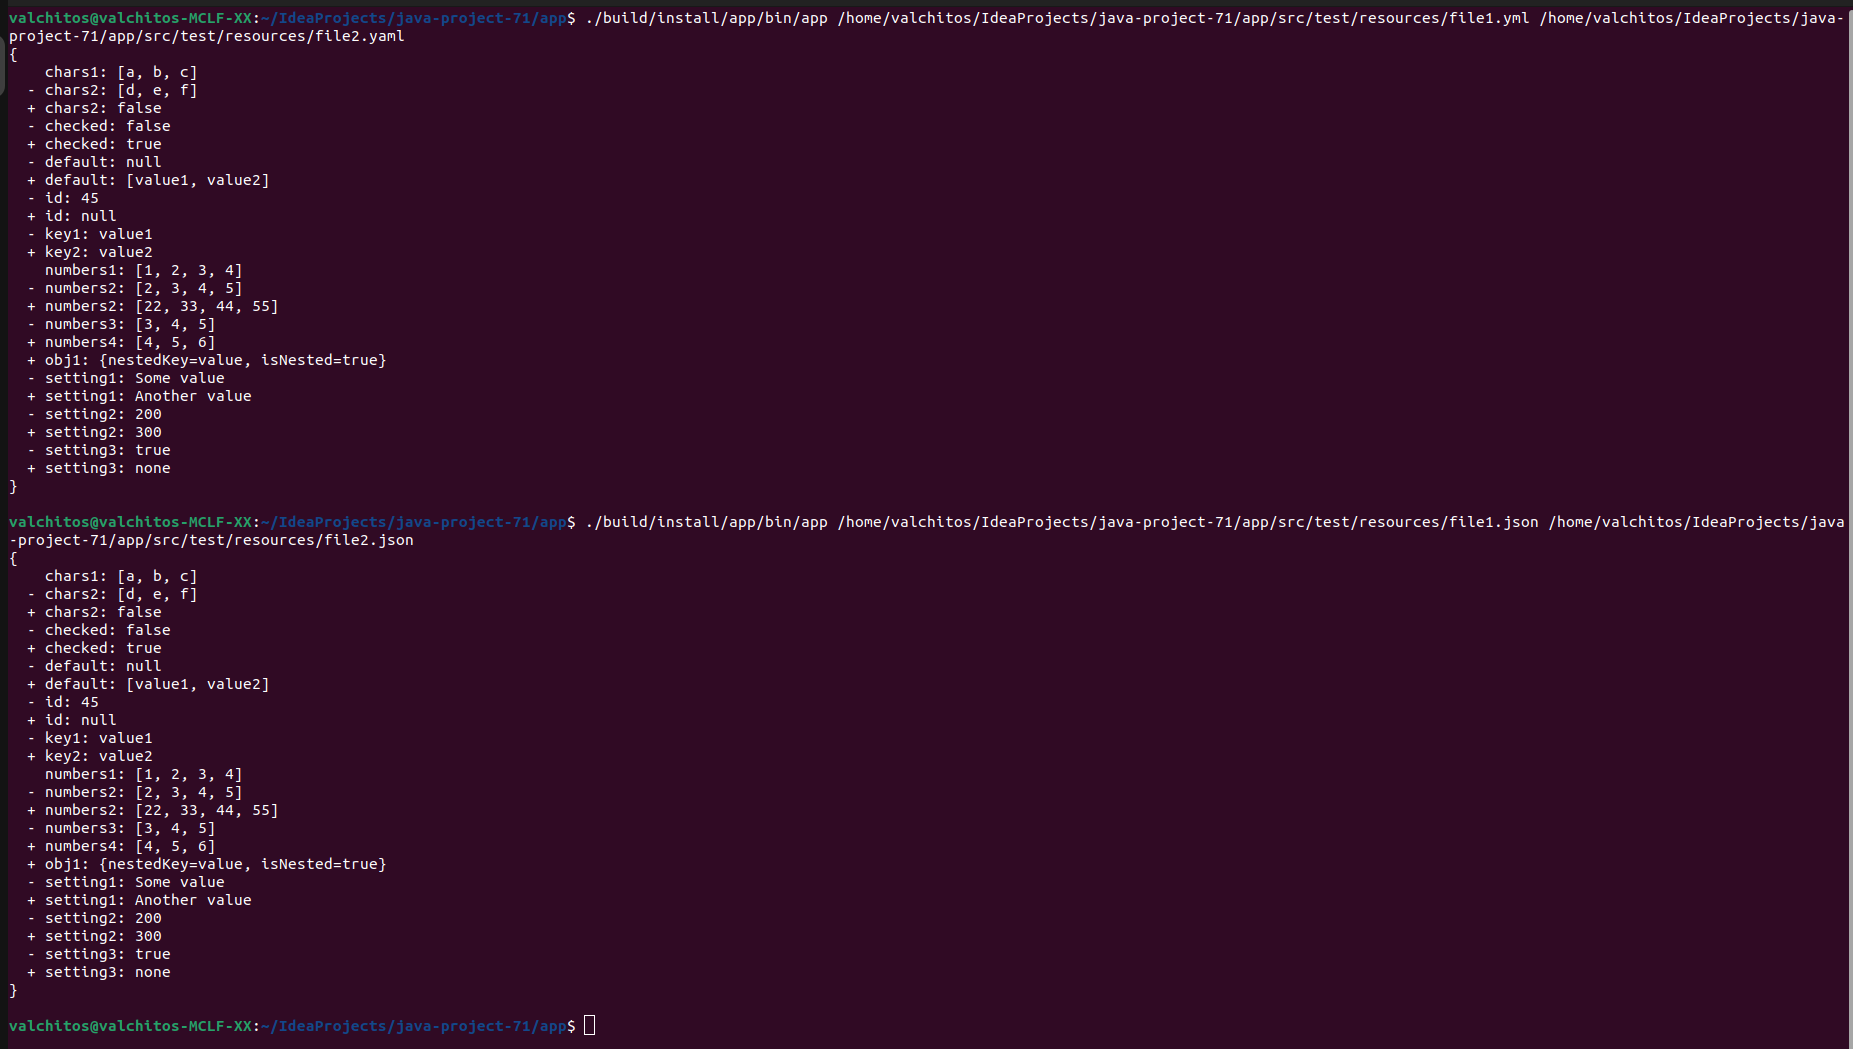 valchitos@valchitos-MCLF-XX:~/IdeaProjects/java-project-71/app$ ./build/install/app/bin/app /home/valchitos/IdeaProjects/java-project-71/app/src/test/resources/file1.yml /home/valchitos/IdeaProjects/java-
project-71/app/src/test/resources/file2.yaml
{
    chars1: [a, b, c]
  - chars2: [d, e, f]
  + chars2: false
  - checked: false
  + checked: true
  - default: null
  + default: [value1, value2]
  - id: 45
  + id: null
  - key1: value1
  + key2: value2
    numbers1: [1, 2, 3, 4]
  - numbers2: [2, 3, 4, 5]
  + numbers2: [22, 33, 44, 55]
  - numbers3: [3, 4, 5]
  + numbers4: [4, 5, 6]
  + obj1: {nestedKey=value, isNested=true}
  - setting1: Some value
  + setting1: Another value
  - setting2: 200
  + setting2: 300
  - setting3: true
  + setting3: none
}

valchitos@valchitos-MCLF-XX:~/IdeaProjects/java-project-71/app$ ./build/install/app/bin/app /home/valchitos/IdeaProjects/java-project-71/app/src/test/resources/file1.json /home/valchitos/IdeaProjects/java
-project-71/app/src/test/resources/file2.json
{
    chars1: [a, b, c]
  - chars2: [d, e, f]
  + chars2: false
  - checked: false
  + checked: true
  - default: null
  + default: [value1, value2]
  - id: 45
  + id: null
  - key1: value1
  + key2: value2
    numbers1: [1, 2, 3, 4]
  - numbers2: [2, 3, 4, 5]
  + numbers2: [22, 33, 44, 55]
  - numbers3: [3, 4, 5]
  + numbers4: [4, 5, 6]
  + obj1: {nestedKey=value, isNested=true}
  - setting1: Some value
  + setting1: Another value
  - setting2: 200
  + setting2: 300
  - setting3: true
  + setting3: none
}

valchitos@valchitos-MCLF-XX:~/IdeaProjects/java-project-71/app$